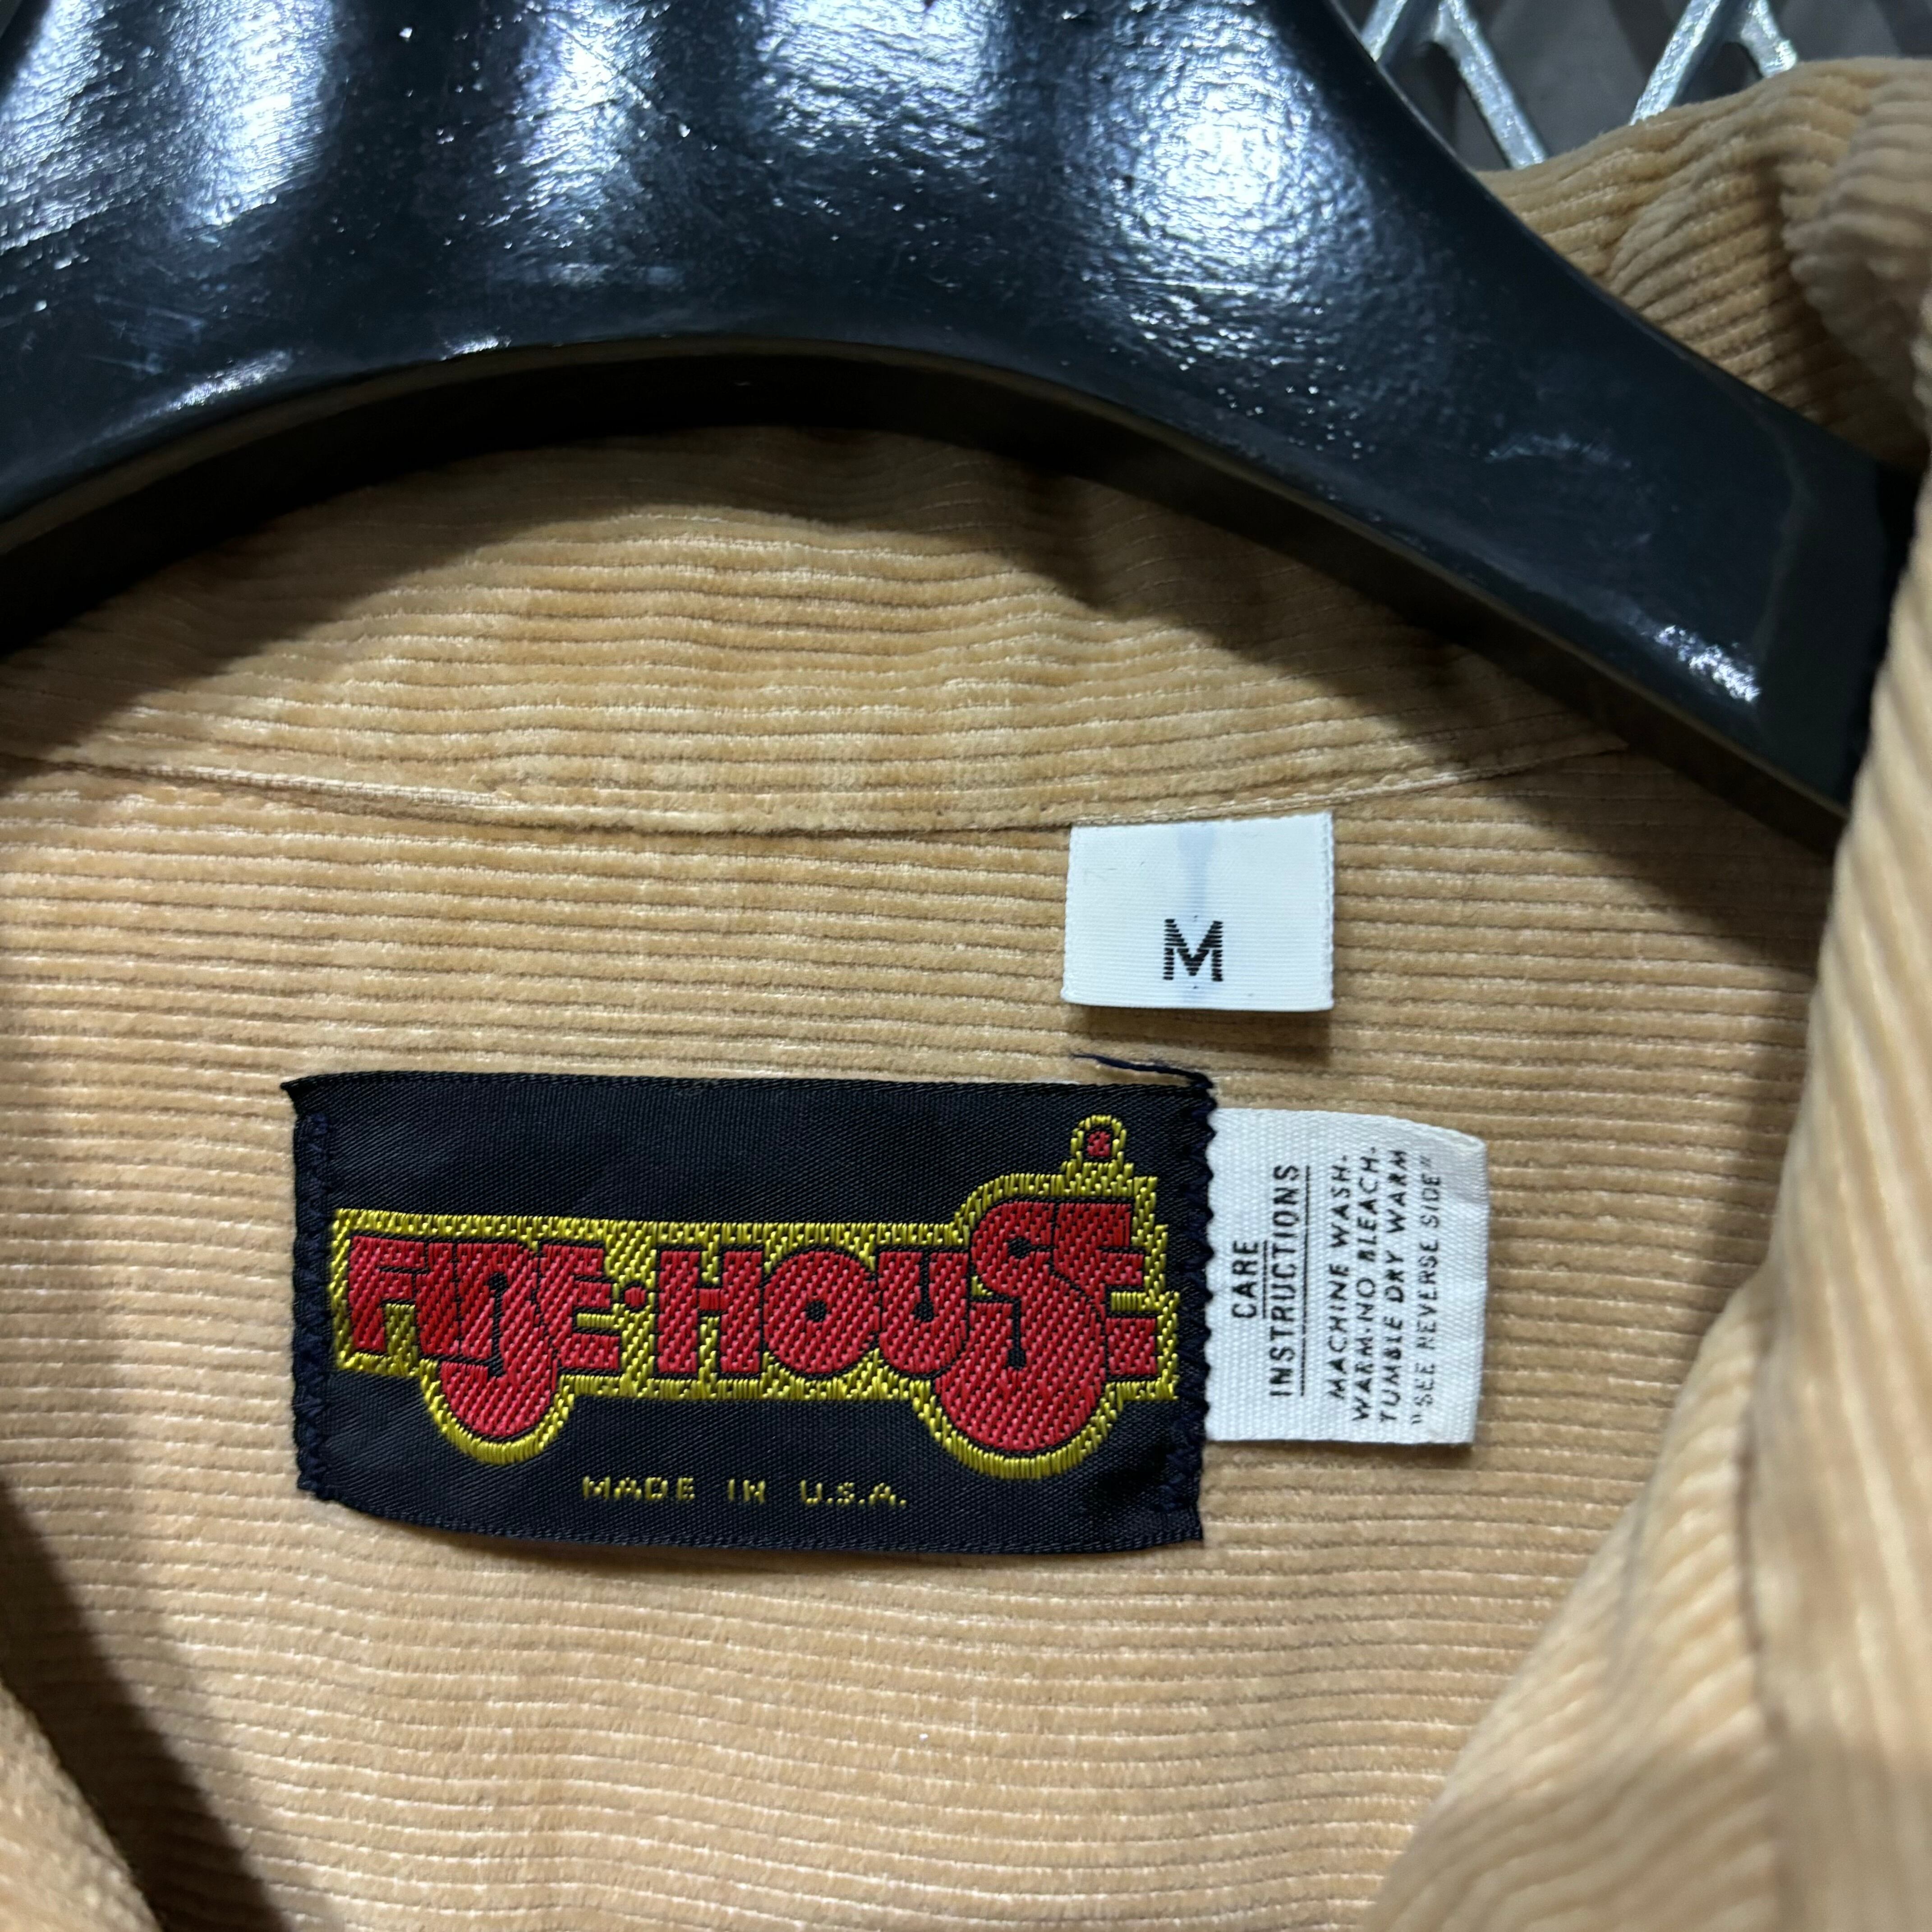 M
FIRE-HOUSE
MADE IN U.S.A.
CARE
INSTRUCTIONS
MACHINE WASH.
WARM-NO BLEACH.
TUMBLE DRY WARM
"SEE REVERSE SIDE"